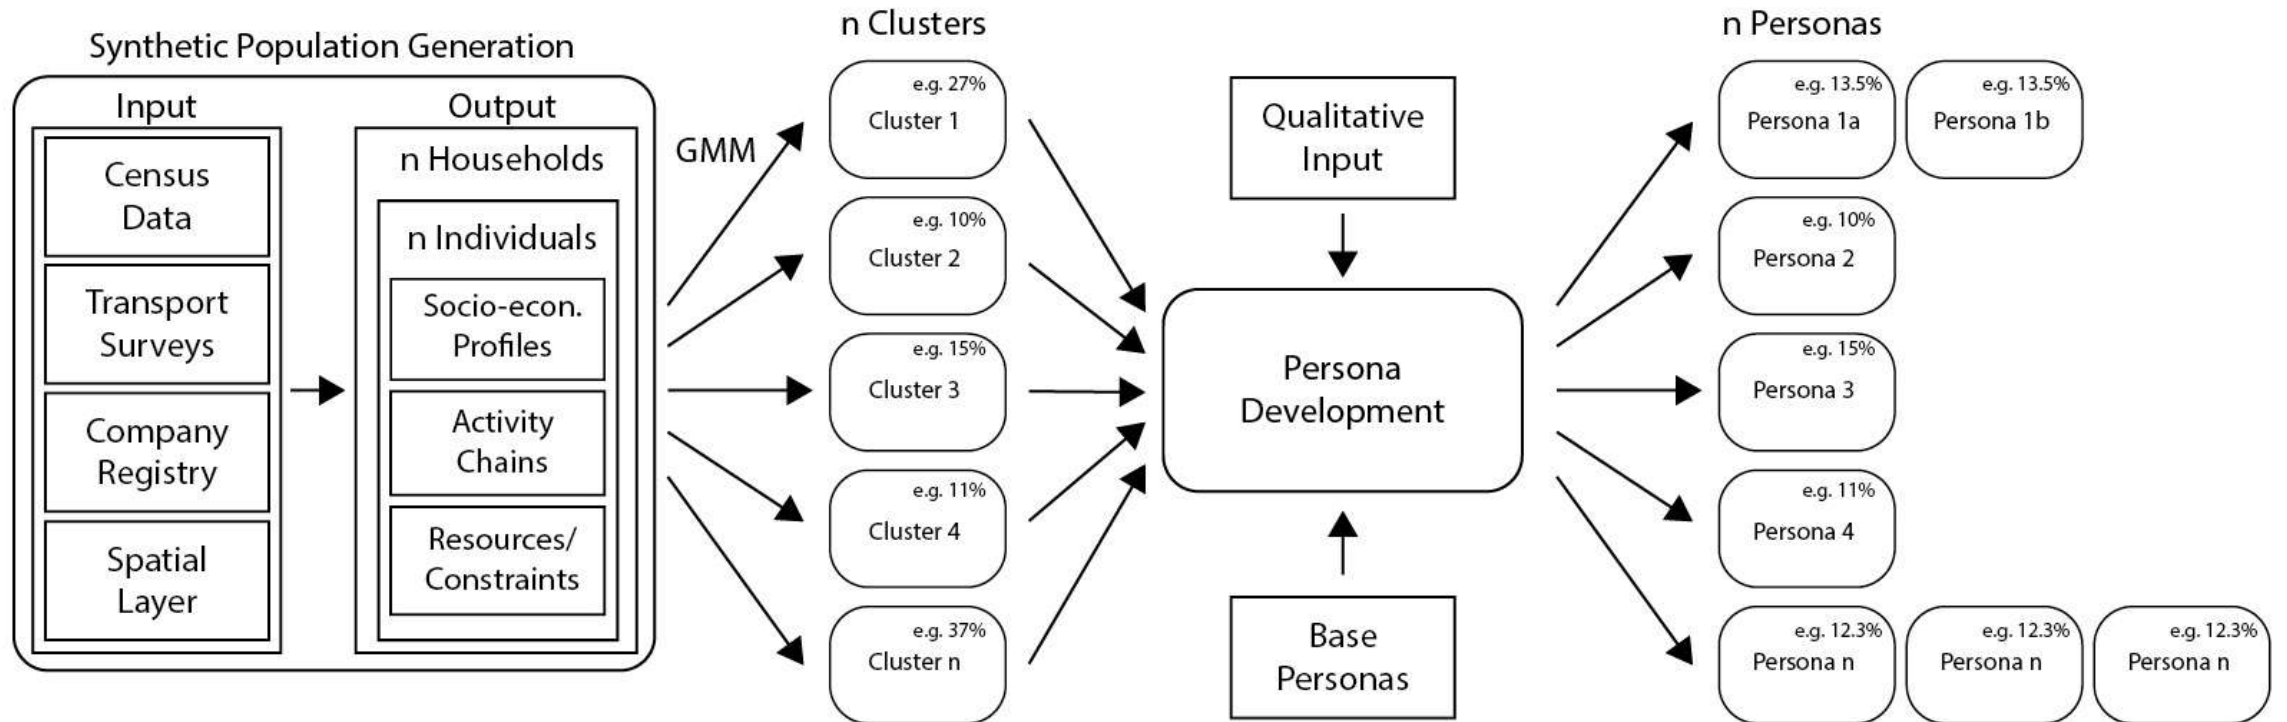 Synthetic Population Generation
Input
Census
Data
Transport
Surveys
Company
Registry
Spatial
Layer
Output
n Households
n Individuals
Socio-econ.
Profiles
Activity
Chains
Resources/
Constraints
GMM
n Clusters
e.g. 27%
Cluster 1
e.g. 10%
Cluster 2
e.g. 15%
Cluster 3
e.g. 11%
Cluster 4
e.g. 37%
Cluster n
Qualitative
Input
Persona
Development
Base
Personas
n Personas
e.g. 13.5%
Persona 1a
e.g. 13.5%
Persona 1b
e.g. 10%
Persona 2
e.g. 15%
Persona 3
e.g. 11%
Persona 4
e.g. 12.3%
Persona n
e.g. 12.3%
Persona n
e.g. 12.3%
Persona n